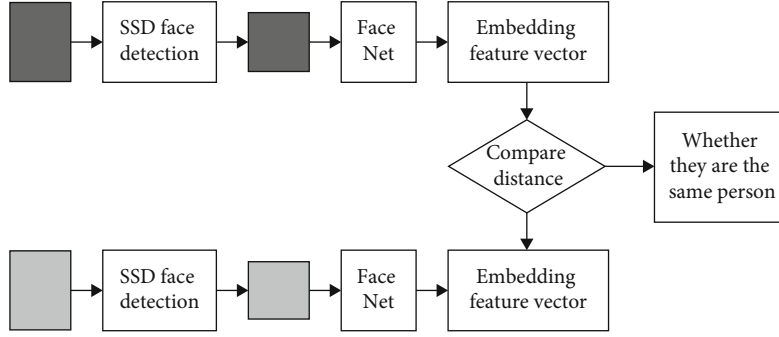 SSD face
detection
Face
Net
Embedding
feature vector
Compare
distance
Whether
they are the
same person
SSD face
detection
Face
Net
Embedding
feature vector